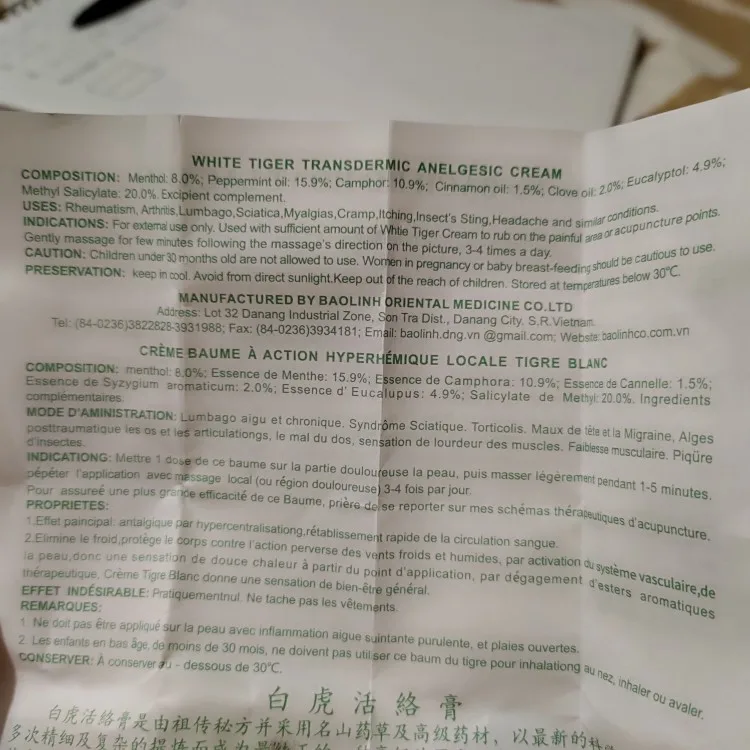 WHITE TIGER TRANSDERMIC ANELGESIC CREAM
COMPOSITION: Menthol: 8.0%; Peppermint oil: 15.9%; Camphor: 10.9%; Cinnamon oil: 1.5%; Clove oil: 2.0%; Eucalyptol: 4.9%;
Methyl Salicylate: 20.0%. Excipient complement.
USES: Rheumatism, Arthritis,Lumbago,Sciatica,Myalgias,Cramp,Itching,Insect's Sting,Headache and similar conditions.
INDICATIONS: For external use only. Used with sufficient amount of Whtie Tiger Cream to rub on the painful area or acupuncture points.
Gently massage for few minutes following the massage's direction on the picture, 3-4 times a day.
CAUTION: Children under 30 months old are not allowed to use. Women in pregnancy or baby breast-feeding should be cautious to use.
PRESERVATION: keep in cool. Avoid from direct sunlight.Keep out of the reach of children. Stored at temperatures below 30°C.
MANUFACTURED BY BAOLINH ORIENTAL MEDICINE CO.LTD
Address: Lot 32 Danang Industrial Zone, Son Tra Dist., Danang City. S.R.Vietnam.
Tel: (84-0236)3822828-3931988; Fax: (84-0236)3934181; Email: baolinh.dng.vn @gmail.com; Webste: baolinhco.com.vn
CRÈME BAUME À ACTION HYPERHÉMIQUE LOCALE TIGRE BLANC
COMPOSITION: menthol: 8.0%; Essence de Menthe: 15.9%; Essence de Camphora: 10.9%; Essence de Cannelle: 1.5%;
Essence de Syzygium aromaticum: 2.0%; Essence d' Eucalupus: 4.9%; Salicylate de Methyl: 20.0%. Ingredients
complémentaires.
MODE D'AMINISTRATION: Lumbago aigu et chronique. Syndrôme Sciatique. Torticolis. Maux de tête et la Migraine, Alges
posttraumatique les os et les articulationgs, le mal du dos, sensation de lourdeur des muscles. Faiblesse musculaire. Piqüre
d'insectes.
INDICATIONG: Mettre 1 dose de ce baume sur la partie douloureuse la peau, puis masser légèrement pendant 1-5 minutes.
pépéter l'application avec massage local (ou région douloureuse) 3-4 fois par jour.
Pour assureé une plus grande efficacité de ce Baume, prière de se reporter sur mes schémas thérapeutiques d'acupuncture.
PROPRIETES:
1.Effet paincipal: antalgique par hypercentralisationg,rétablissement rapide de la circulation sangue.
2.Elimine le froid,protège le corps contre l'action perverse des vents froids et humides, par activation du système vasculaire,de
la peau,donc une sensation de douce chaleur à partir du point d'application, par dégagement d'esters aromatiques
thérapeutique, Crème Tigre Blanc donne une sensation de bien-être général.
EFFET INDÉSIRABLE: Pratiquementnul. Ne tache pas les vêtements.
REMARQUES:
1. Ne doit pas être appliqué sur la peau avec inflammation aigue suintante purulente, et plaies ouvertes.
2. Les enfants en bas âge, de moins de 30 mois, ne doivent pas utiliser ce baum du tigre pour inhalationg au nez, inhaler ou avaler.
CONSERVER: À conserver au - dessous de 30°C.
白虎活絡膏
白虎活络膏是由祖传秘方并采用名山药草及高级药材，以最新的
多次精细及复杂的提炼而成